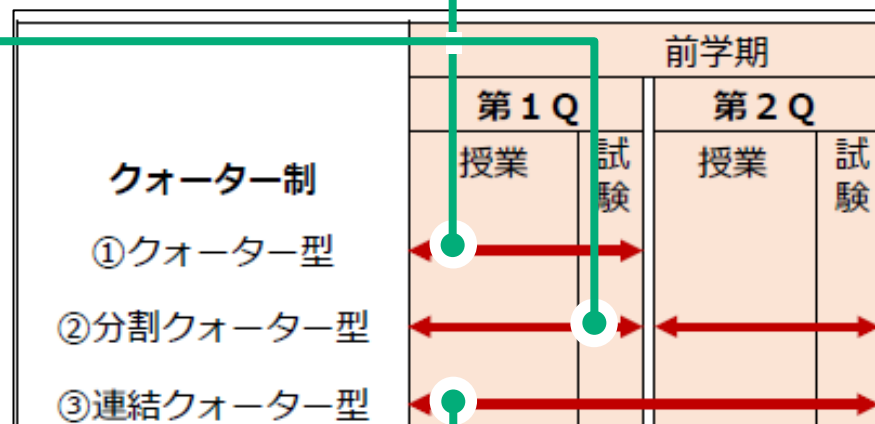 前学期
第１Q 第２Q
クォーター制 授業 試験 授業 試験
①クォーター型
②分割クォーター型
③連結クォーター型